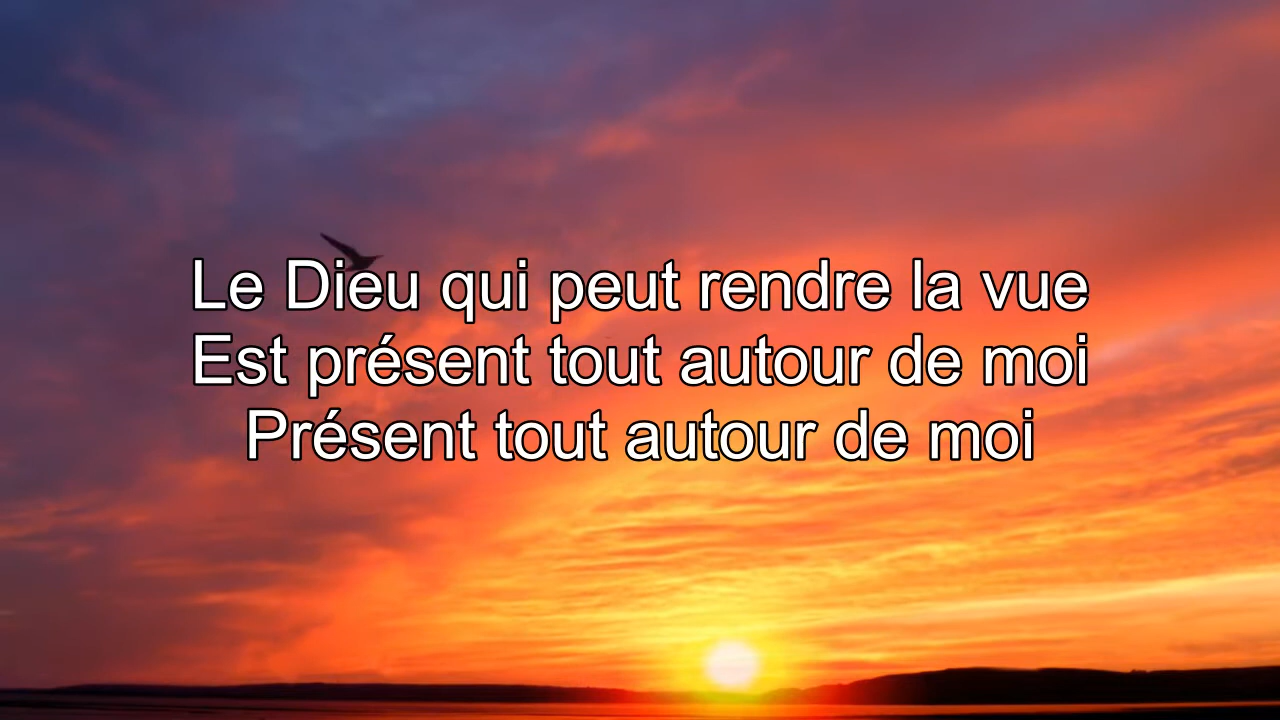 Le Dieu qui peut rendre la vue
Est présent tout autour de moi
Présent tout autour de moi